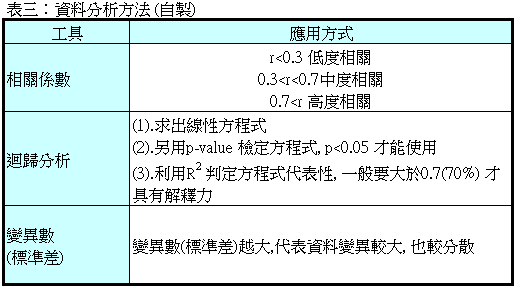 表三：資料分析方法(自製)
工具
應用方式
相關係數
r<0.3 低度相關
0.3<r<0.7中度相關
0.7<r 高度相關
迴歸分析
(1).求出線性方程式
(2).另用p-value 檢定方程式, p<0.05 才能使用
(3).利用R² 判定方程式代表性, 一般要大於0.7(70%) 才
具有解釋力
變異數
(標準差)
變異數(標準差)越大,代表資料變異較大, 也較分散